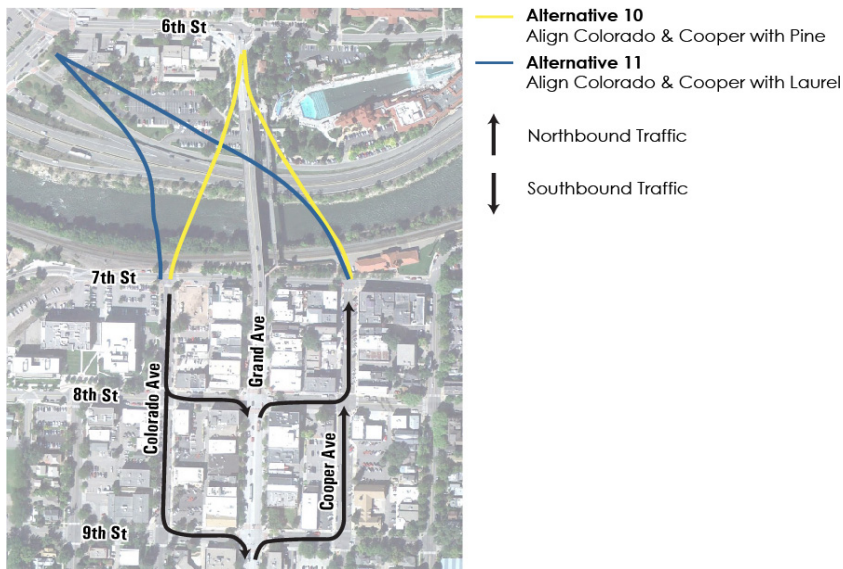 6th St
7th St
Grand Ave
Colorado Ave
8th St
Cooper Ave
9th St
Alternative 10
Align Colorado & Cooper with Pine
Alternative 11
Align Colorado & Cooper with Laurel
Northbound Traffic
Southbound Traffic